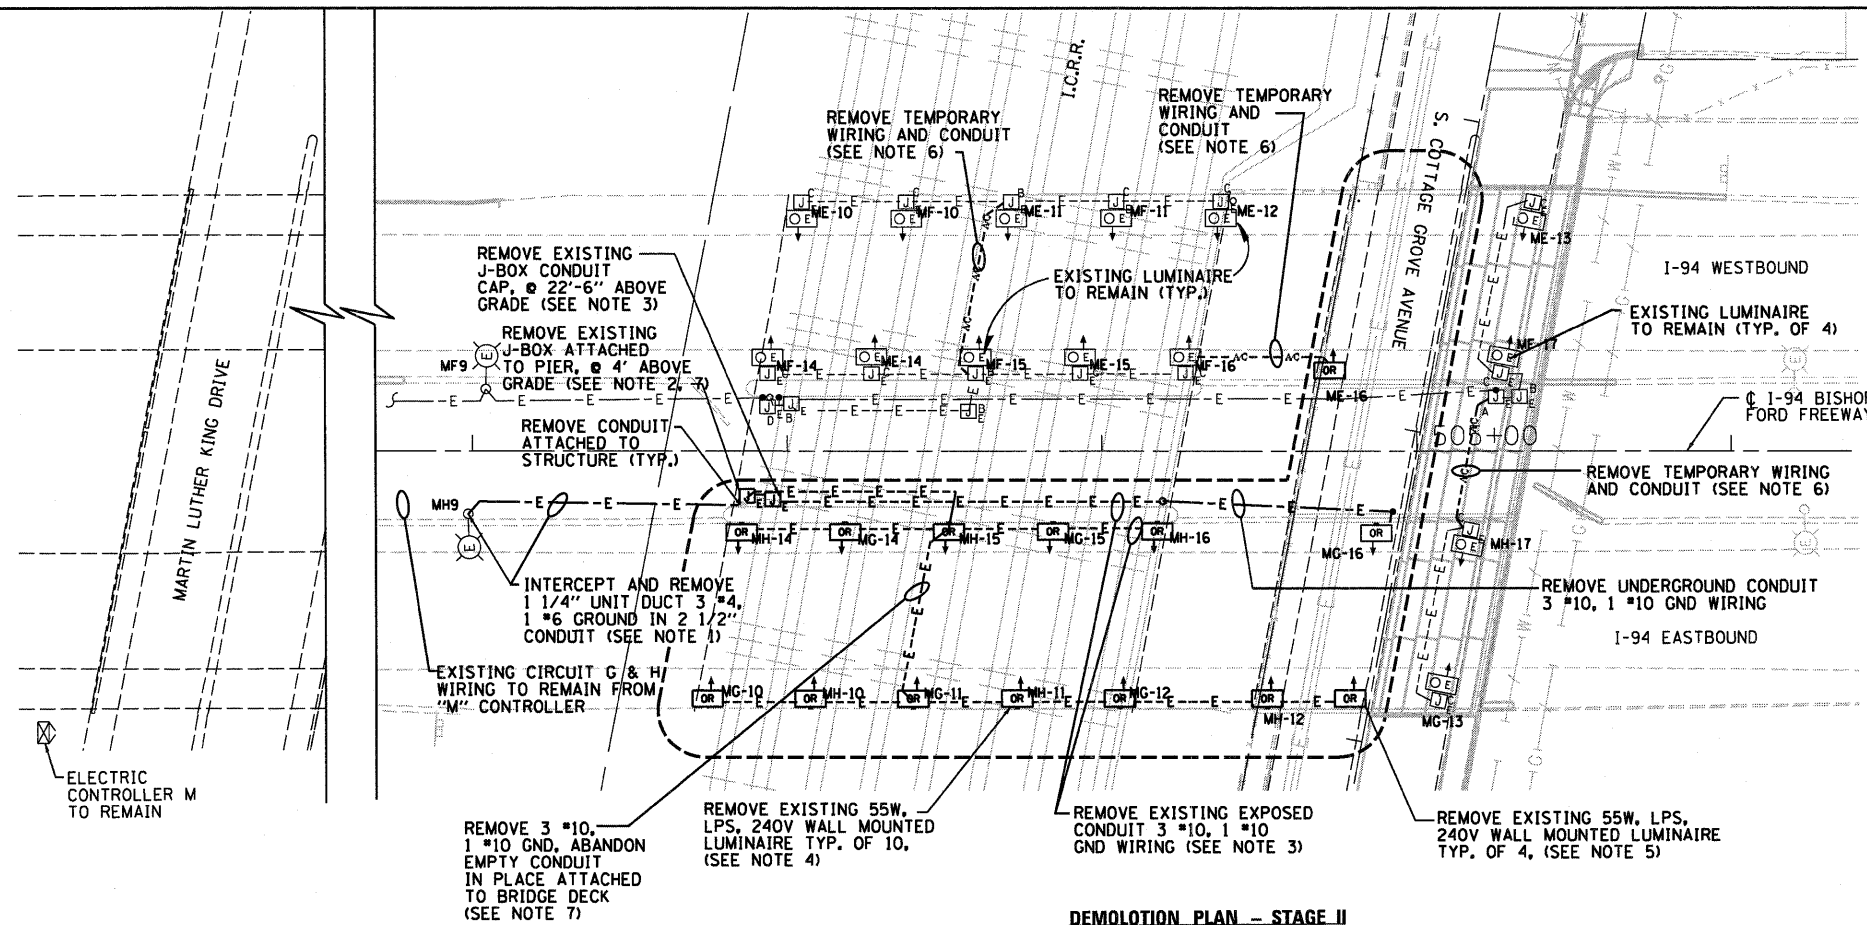 I.C.R.R.
REMOVE TEMPORARY
WIRING AND CONDUIT
(SEE NOTE 6)
REMOVE TEMPORARY
WIRING AND
CONDUIT
(SEE NOTE 6)
S. COTTAGE GROVE AVENUE
ME-10
MF-10
ME-11
MF-11
ME-12
ME-13
REMOVE EXISTING
J-BOX CONDUIT
CAP, @ 22'-6" ABOVE
GRADE (SEE NOTE 3)
EXISTING LUMINAIRE
TO REMAIN (TYP.)
I-94 WESTBOUND
EXISTING LUMINAIRE
TO REMAIN (TYP. OF 4)
REMOVE EXISTING
J-BOX ATTACHED
TO PIER, @ 4' ABOVE
GRADE (SEE NOTE 2, 7)
MF9
MF-14
ME-14
MF-15
ME-15
MF-16
ME-16
ME-17
MARTIN LUTHER KING DRIVE
REMOVE CONDUIT
ATTACHED TO
STRUCTURE (TYP.)
℄ I-94 BISHO
FORD FREEWAY
REMOVE TEMPORARY WIRING
AND CONDUIT (SEE NOTE 6)
MH9
MH-14
MG-14
MH-15
MG-15
MH-16
MG-16
MH-17
INTERCEPT AND REMOVE
1 1/4" UNIT DUCT 3 #4,
1 #6 GROUND IN 2 1/2"
CONDUIT (SEE NOTE 1)
REMOVE UNDERGROUND CONDUIT
3 #10, 1 #10 GND WIRING
I-94 EASTBOUND
EXISTING CIRCUIT G & H
WIRING TO REMAIN FROM
"M" CONTROLLER
MG-10
MH-10
MG-11
MH-11
MG-12
MH-12
MG-13
ELECTRIC
CONTROLLER M
TO REMAIN
REMOVE 3 #10,
1 #10 GND, ABANDON
EMPTY CONDUIT
IN PLACE ATTACHED
TO BRIDGE DECK
(SEE NOTE 7)
REMOVE EXISTING 55W,
LPS, 240V WALL MOUNTED
LUMINAIRE TYP. OF 10,
(SEE NOTE 4)
REMOVE EXISTING EXPOSED
CONDUIT 3 #10, 1 #10
GND WIRING (SEE NOTE 3)
REMOVE EXISTING 55W, LPS,
240V WALL MOUNTED LUMINAIRE
TYP. OF 4, (SEE NOTE 5)
DEMOLOTION PLAN - STAGE II